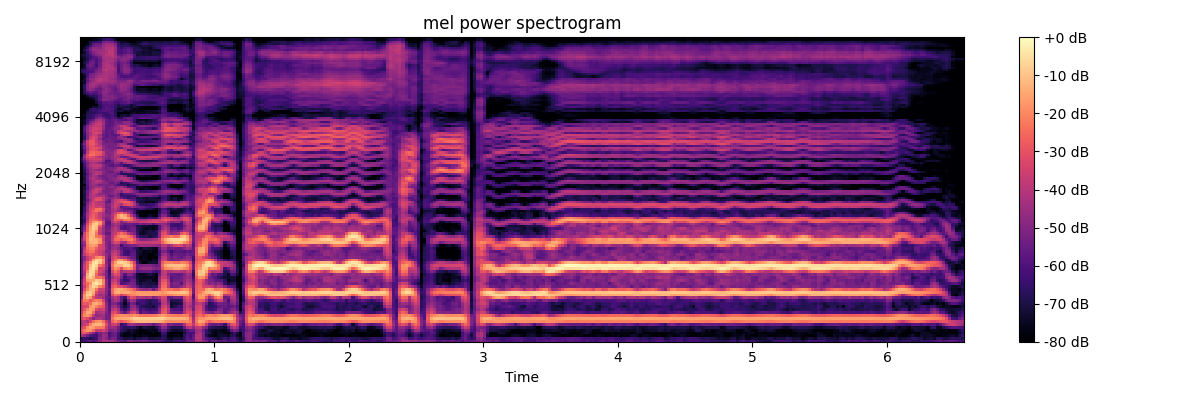 mel power spectrogram
8192
4096
2048
1024
512
0
Hz
0 1 2 3 4 5 6
Time
+0 dB
-10 dB
-20 dB
-30 dB
-40 dB
-50 dB
-60 dB
-70 dB
-80 dB